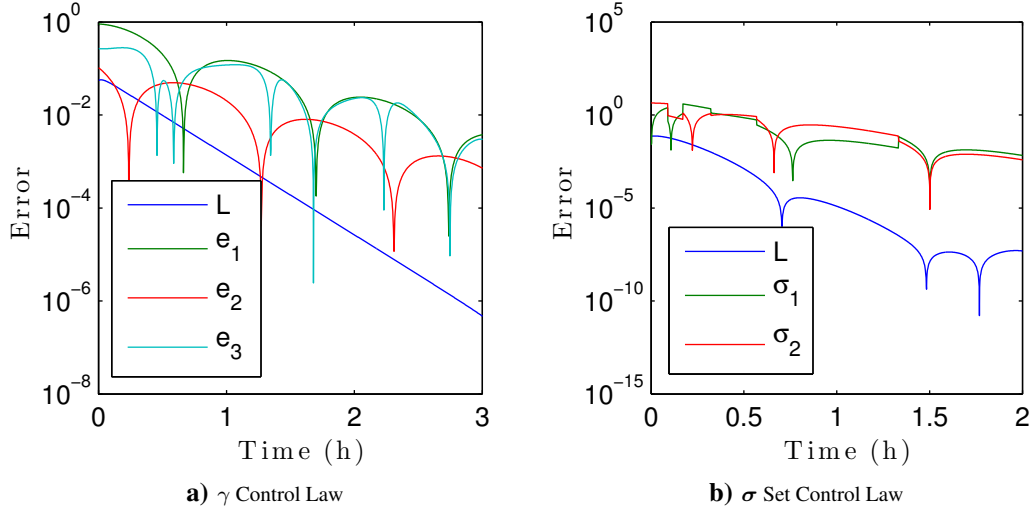 10^0
10^-2
10^-4
10^-6
10^-8
Error
L
e_1
e_2
e_3
0 1 2 3
Time (h)
a) γ Control Law
10^5
10^0
10^-5
10^-10
10^-15
Error
L
σ_1
σ_2
0 0.5 1 1.5 2
Time (h)
b) σ Set Control Law